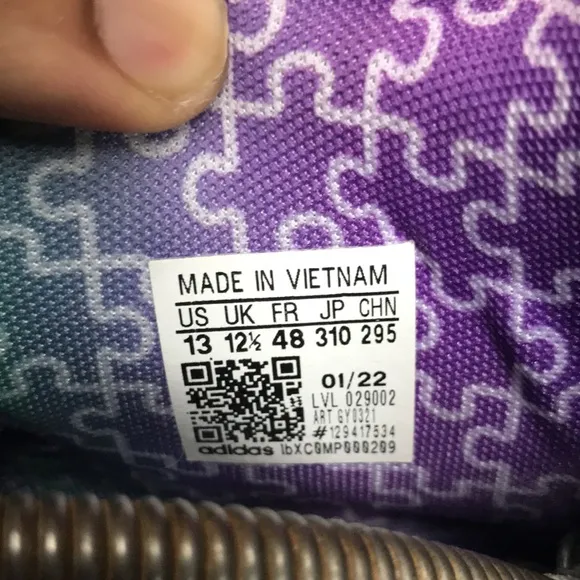 MADE IN VIETNAM
US UK FR JP CHN
13 12½ 48 310 295
01/22
LVL 029002
ART GY0321
#129417534
adidas lbXC0MP000209